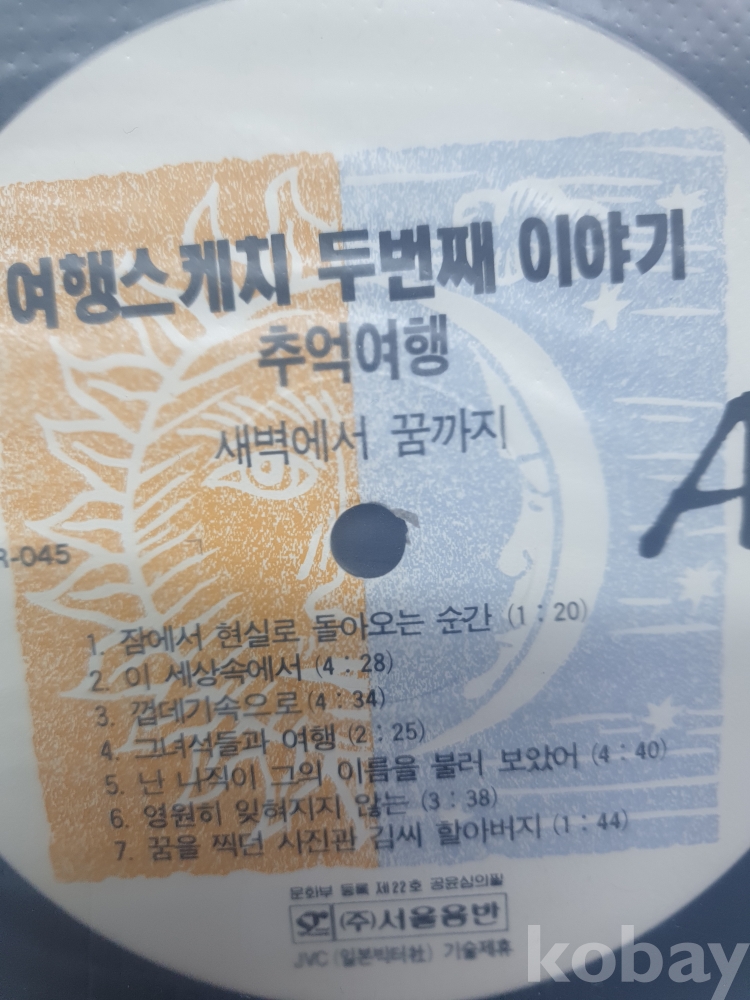 여행스케치 두번째 이야기
추억여행
새벽에서 꿈까지
A
R-045
1. 잠에서 현실로 돌아오는 순간 (1 : 20)
2. 이 세상속에서 (4 : 28)
3. 껍데기속으로 (4 : 34)
4. 그녀석들과 여행 (2 : 25)
5. 난 나직이 그의 이름을 불러 보았어 (4 : 40)
6. 영원히 잊혀지지 않는 (3 : 38)
7. 꿈을 찍던 사진관 김씨 할아버지 (1 : 44)
문화부 등록 제22호 공윤심의필
(주)서울음반
JVC (일본빅터社) 기술제휴
kobay